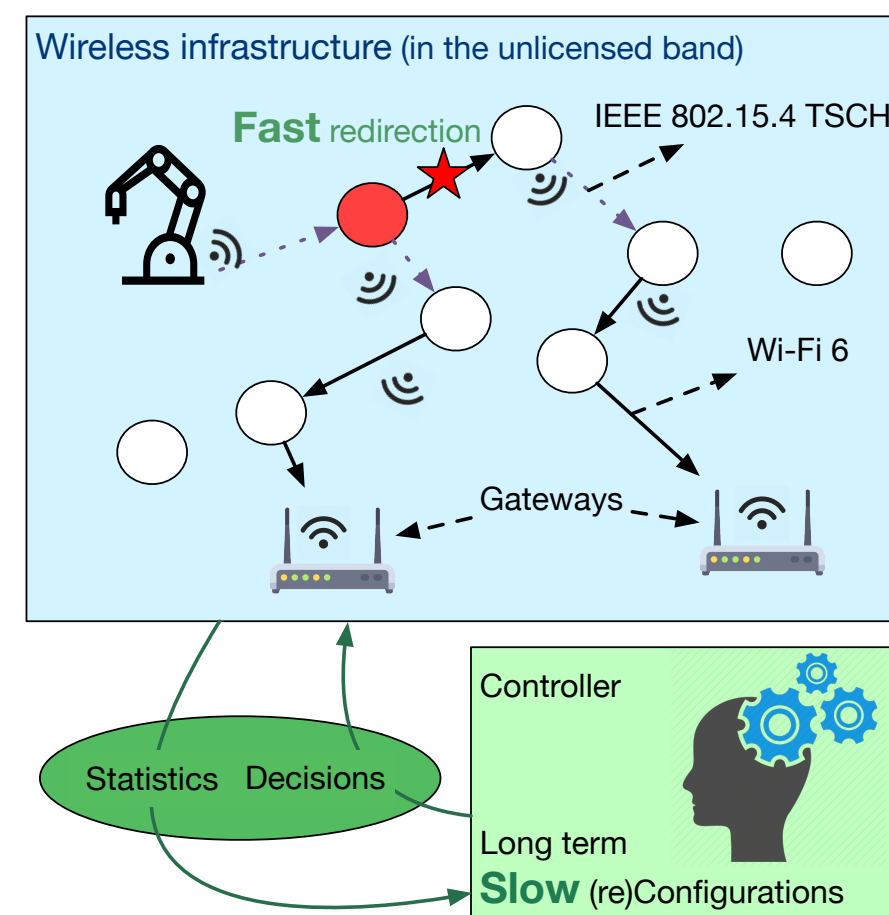 Wireless infrastructure (in the unlicensed band)
Fast redirection
IEEE 802.15.4 TSCH
Wi-Fi 6
Gateways
Controller
Statistics Decisions
Long term
Slow (re)Configurations